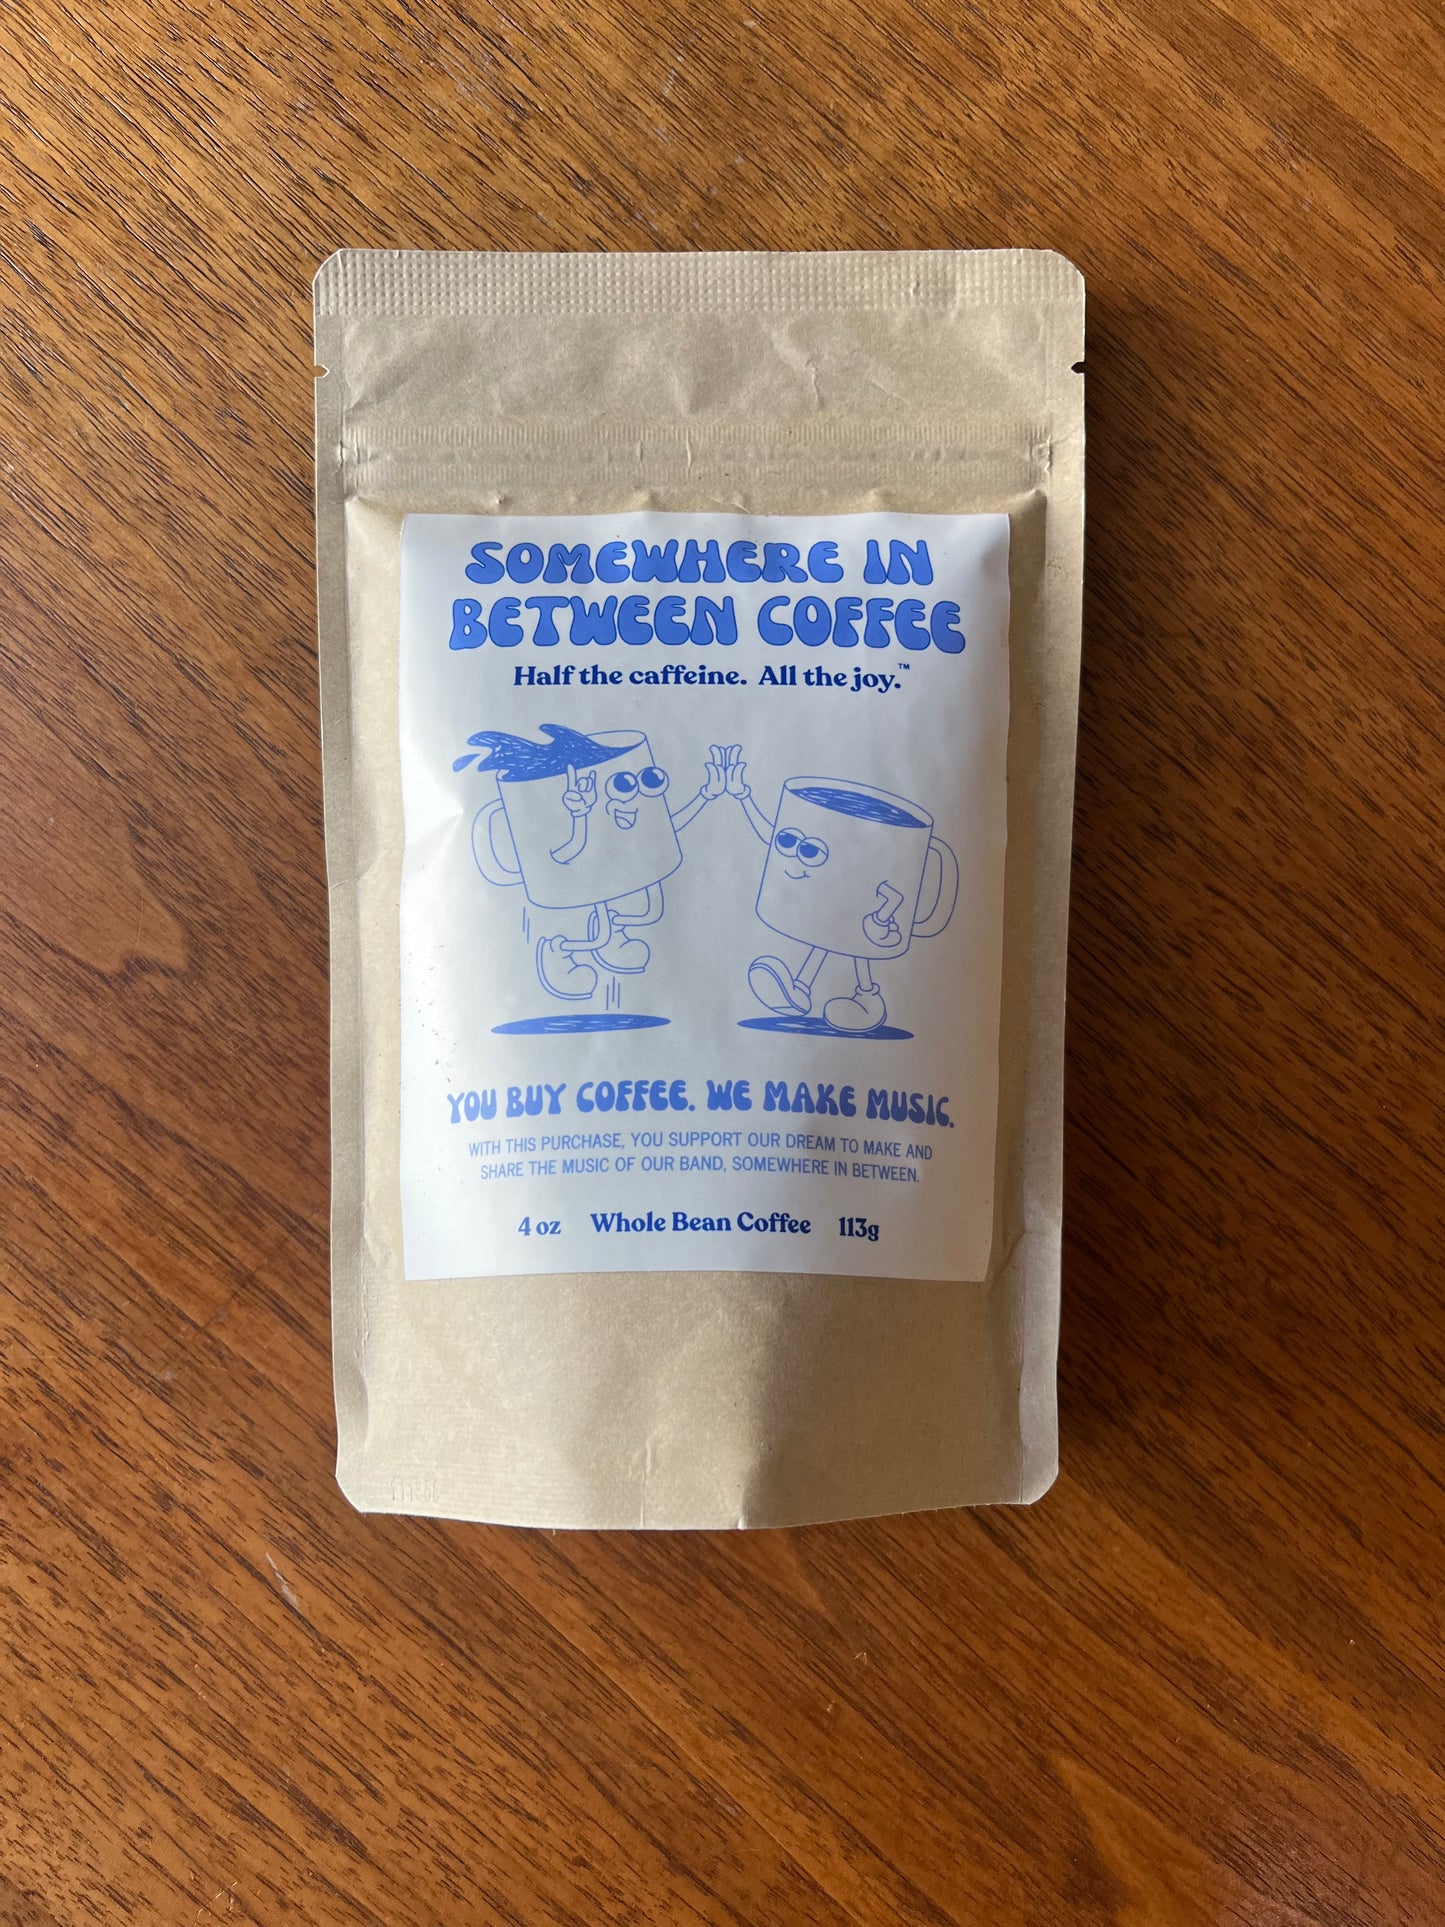 SOMEWHERE IN
BETWEEN COFFEE
Half the caffeine. All the joy.™
YOU BUY COFFEE. WE MAKE MUSIC.
WITH THIS PURCHASE, YOU SUPPORT OUR DREAM TO MAKE AND
SHARE THE MUSIC OF OUR BAND, SOMEWHERE IN BETWEEN.
4 oz Whole Bean Coffee 113g